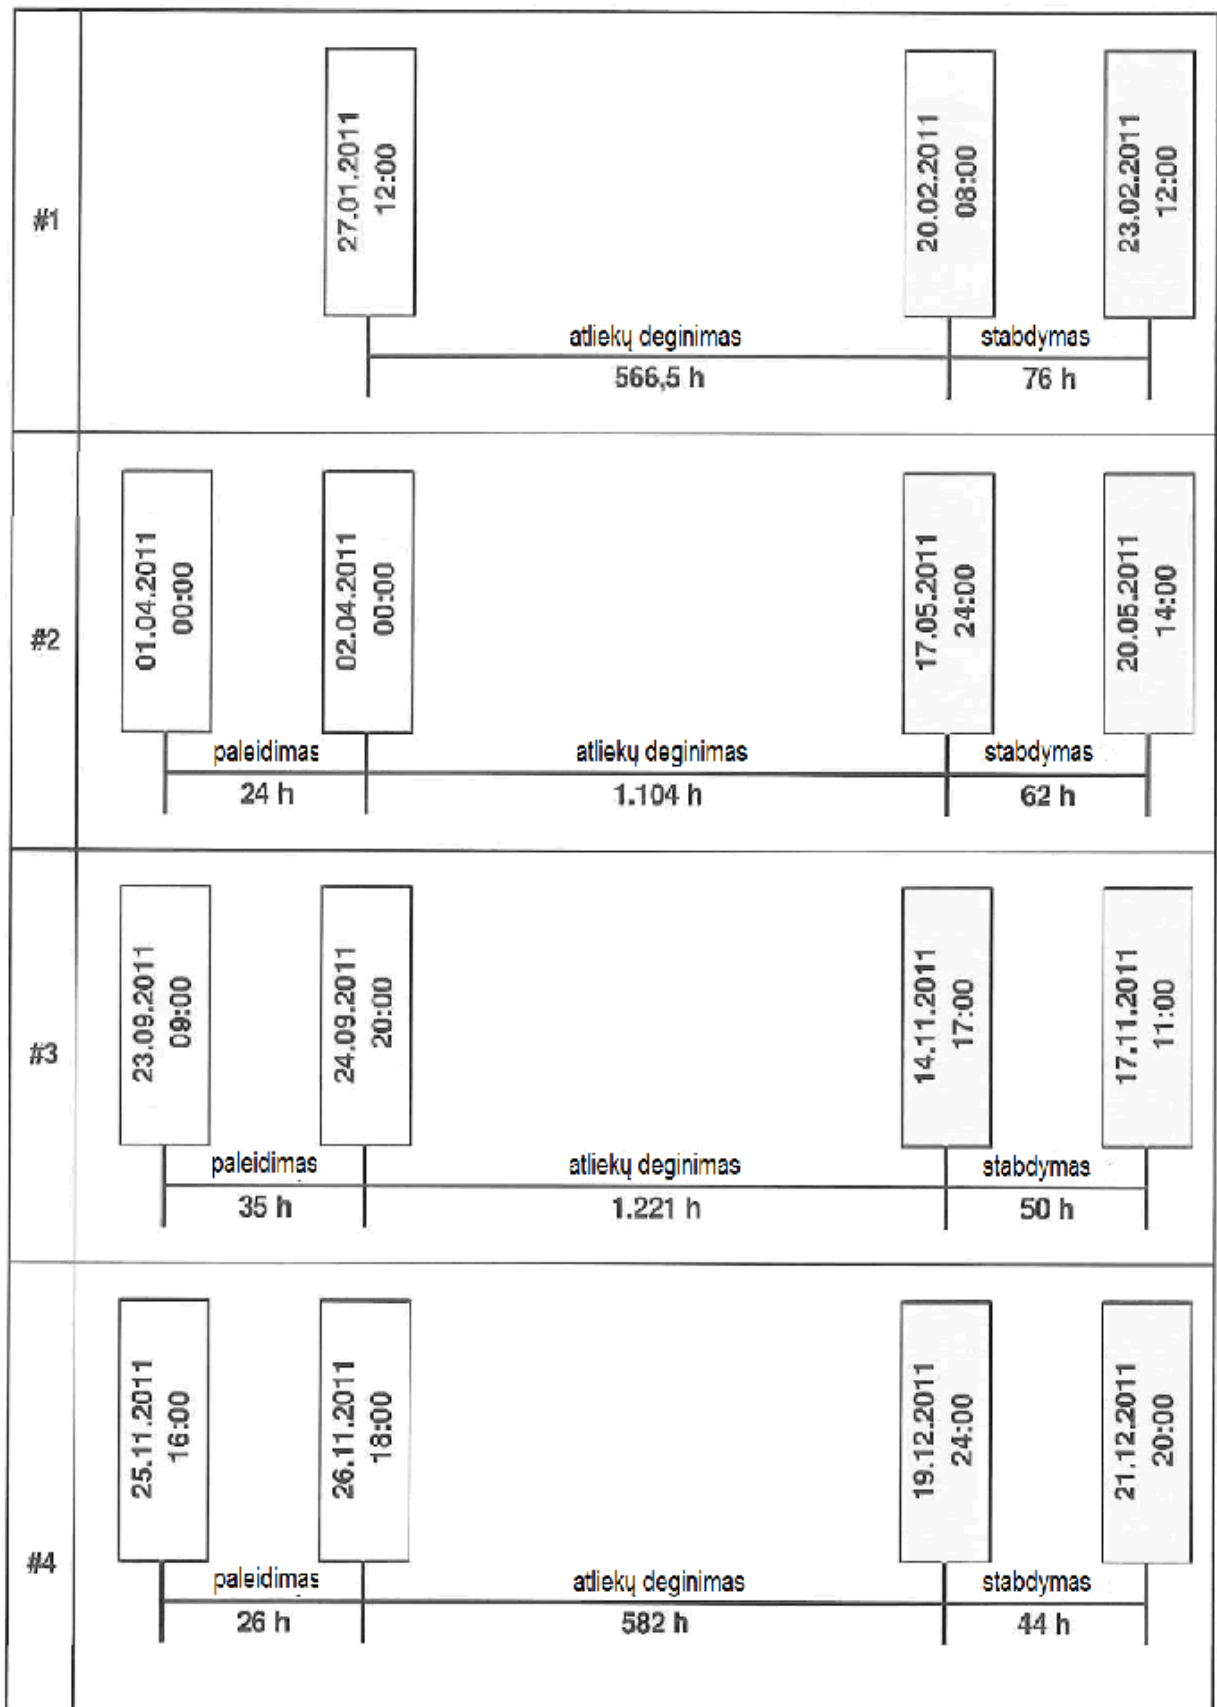 #1
27.01.2011
12:00
20.02.2011
08:00
23.02.2011
12:00
atliekų deginimas
stabdymas
566,5 h
76 h
#2
01.04.2011
00:00
02.04.2011
00:00
17.05.2011
24:00
20.05.2011
14:00
paleidimas
atliekų deginimas
stabdymas
24 h
1.104 h
62 h
#3
23.09.2011
09:00
24.09.2011
20:00
14.11.2011
17:00
17.11.2011
11:00
paleidimas
atliekų deginimas
stabdymas
35 h
1.221 h
50 h
#4
25.11.2011
16:00
26.11.2011
18:00
19.12.2011
24:00
21.12.2011
20:00
paleidimas
atliekų deginimas
stabdymas
26 h
582 h
44 h